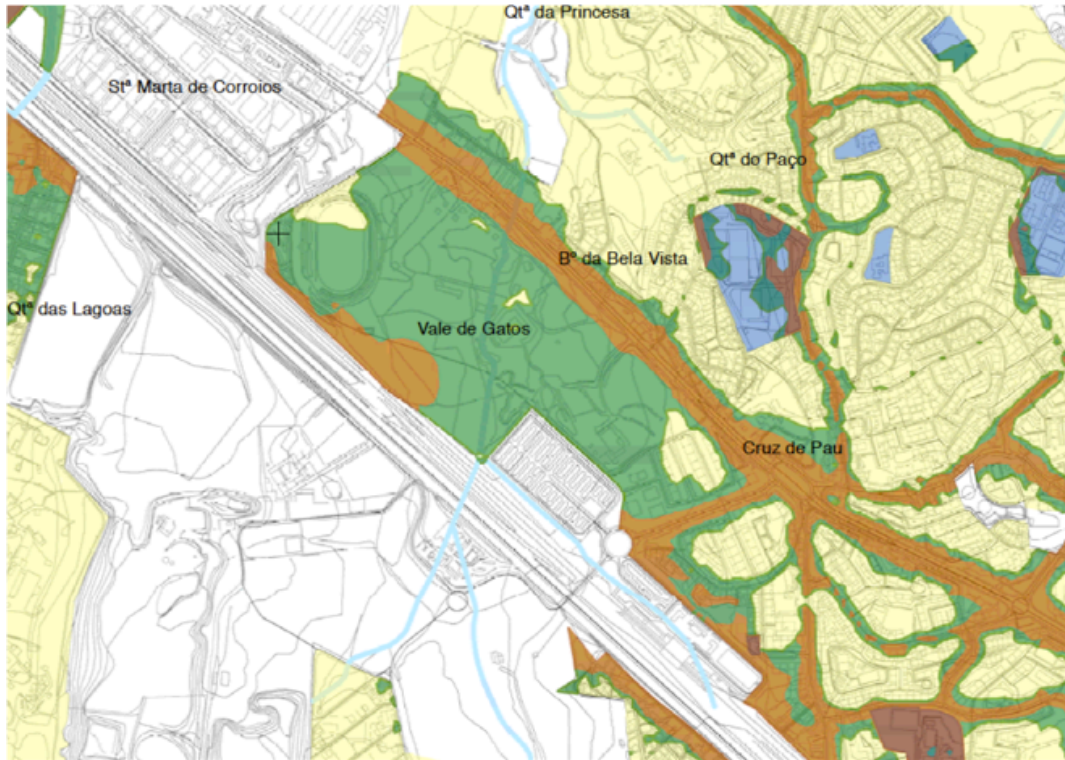 Qtª da Princesa
Stª Marta de Corroios
Qtª do Paço
Bº da Bela Vista
Qtª das Lagoas
Vale de Gatos
Cruz de Pau